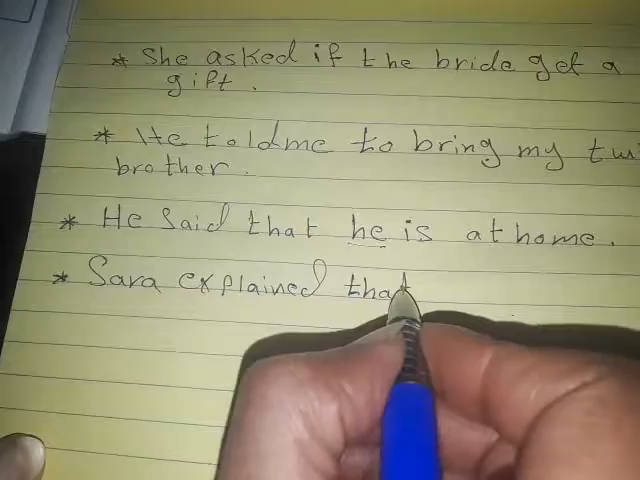 * She asked if the bride get a
gift.
* He told me to bring my
brother.
* He said that he is at home.
* Sara explained that